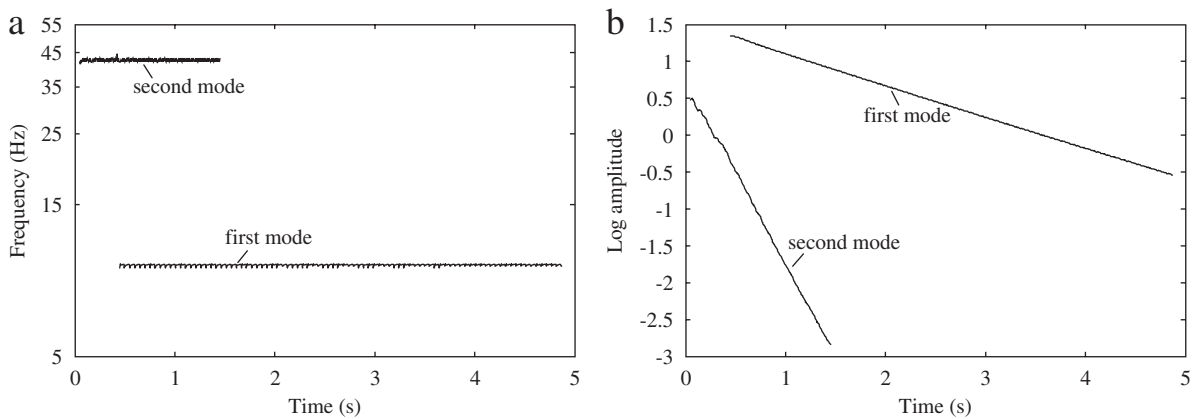 a
55
45
35
25
15
5
Frequency (Hz)
second mode
first mode
0 1 2 3 4 5
Time (s)
b
1.5
1
0.5
0
-0.5
-1
-1.5
-2
-2.5
-3
Log amplitude
first mode
second mode
0 1 2 3 4 5
Time (s)